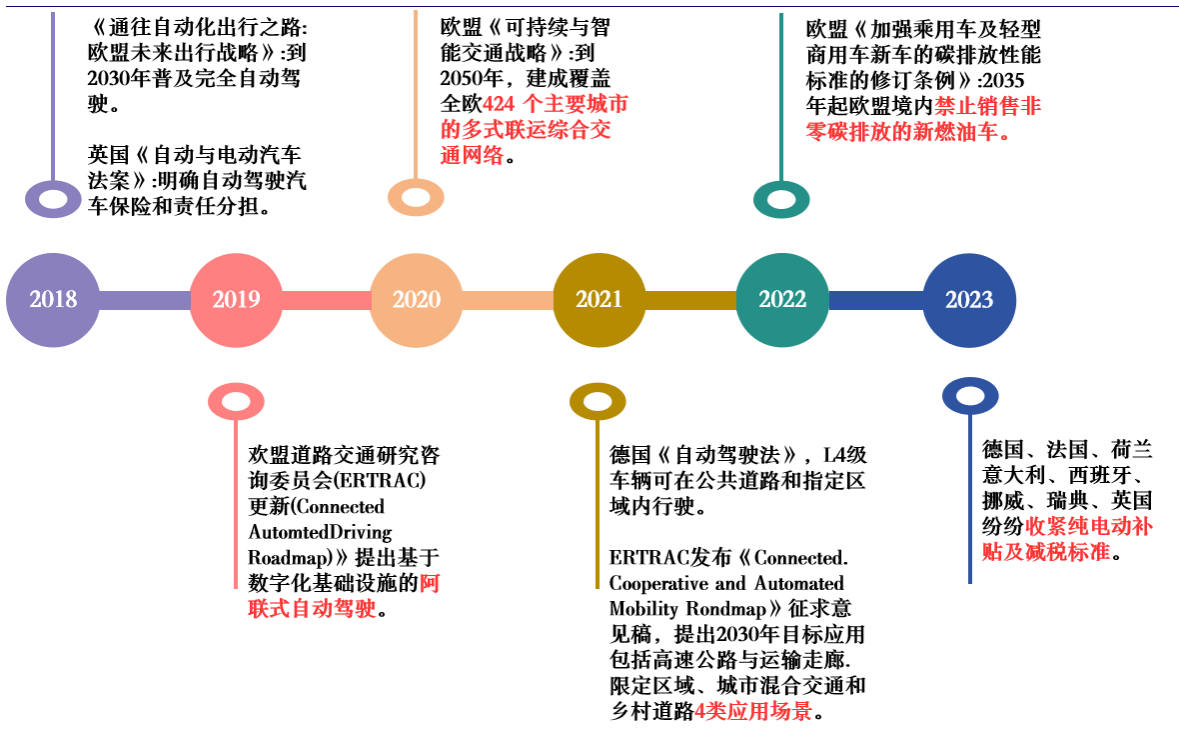 《通往自动化出行之路:
欧盟未来出行战略》:到
2030年普及完全自动驾
驶。
英国《自动与电动汽车
法案》:明确自动驾驶汽
车保险和责任分担。
欧盟《可持续与智
能交通战略》:到
2050年，建成覆盖
全欧424 个主要城市
的多式联运综合交
通网络。
欧盟《加强乘用车及轻型
商用车新车的碳排放性能
标准的修订条例》:2035
年起欧盟境内禁止销售非
零碳排放的新燃油车。
2018
2019
2020
2021
2022
2023
欢盟道路交通研究咨
询委员会(ERTRAC)
更新(Connected
AutomtedDriving
Roadmap)》提出基于
数字化基础设施的阿
联式自动驾驶。
德国《自动驾驶法》，L4级
车辆可在公共道路和指定区
域内行驶。
ERTRAC发布《Connected.
Cooperative and Automated
Mobility Rondmap》征求意
见稿，提出2030年目标应用
包括高速公路与运输走廊.
限定区域、城市混合交通和
乡村道路4类应用场景。
德国、法国、荷兰
意大利、西班牙、
挪威、瑞典、英国
纷纷收紧纯电动补
贴及减税标准。